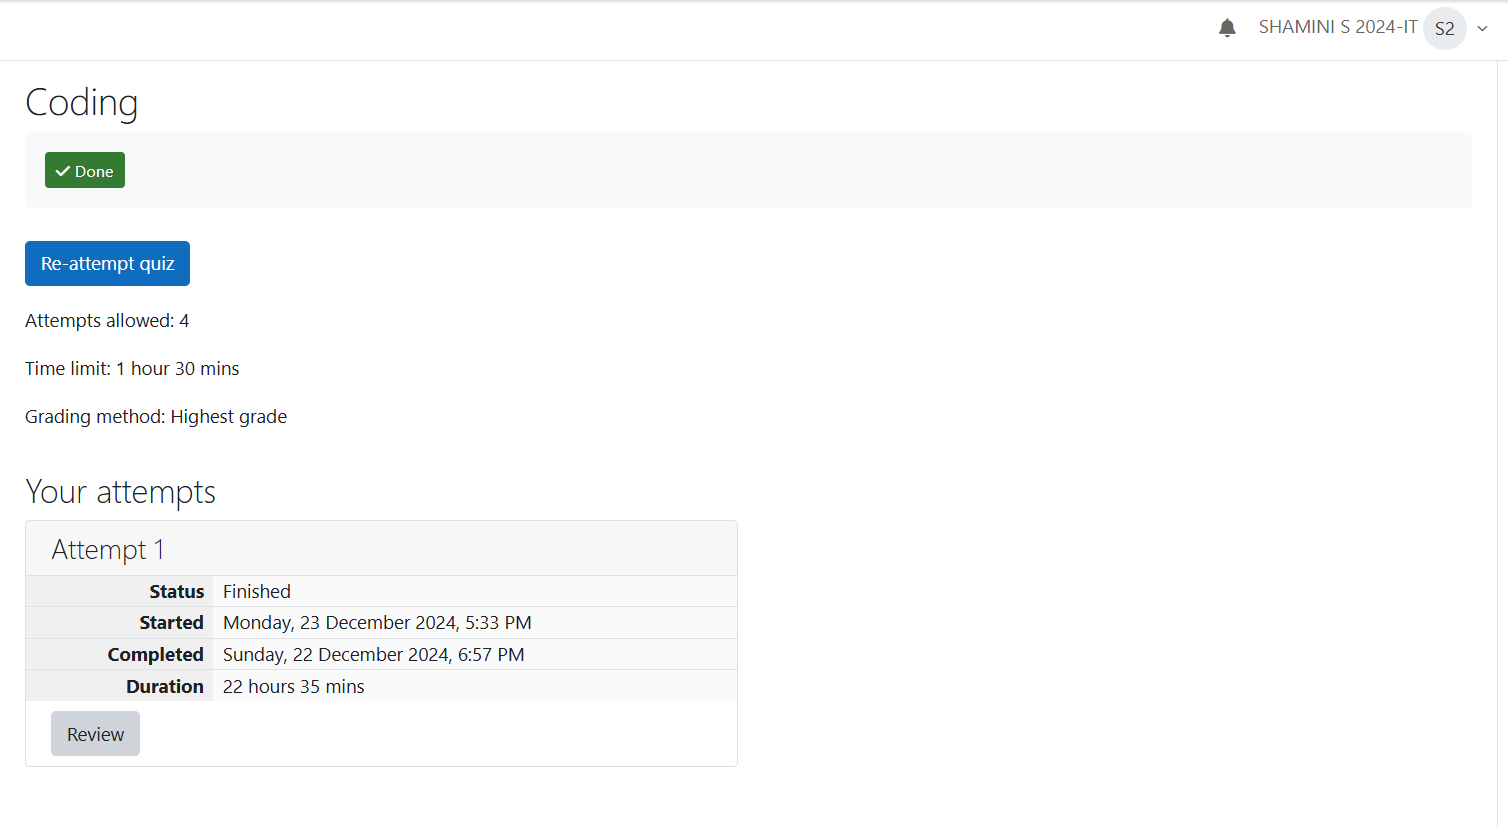 SHAMINI S 2024-IT S2
Coding
Done
Re-attempt quiz
Attempts allowed: 4
Time limit: 1 hour 30 mins
Grading method: Highest grade
Your attempts
Attempt 1
Status Finished
Started Monday, 23 December 2024, 5:33 PM
Completed Sunday, 22 December 2024, 6:57 PM
Duration 22 hours 35 mins
Review